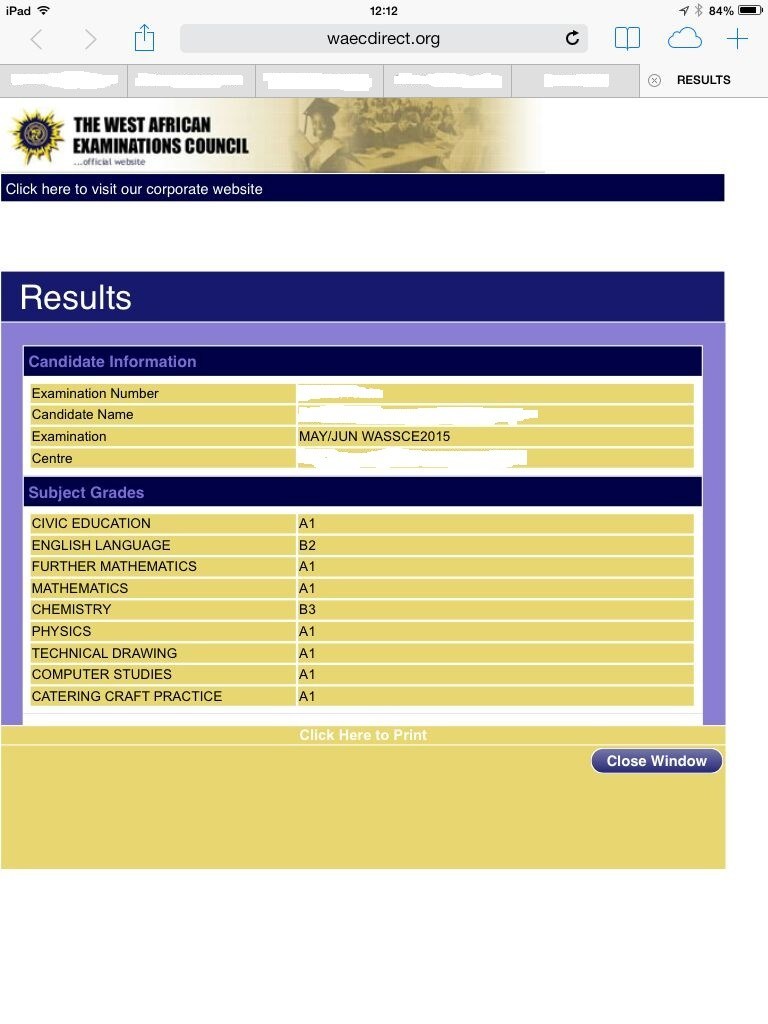 iPad 12:12 84%
waecdirect.org
RESULTS
THE WEST AFRICAN
EXAMINATIONS COUNCIL
...official website
Click here to visit our corporate website
Results
Candidate Information
Examination Number
Candidate Name
Examination MAY/JUN WASSCE2015
Centre
Subject Grades
CIVIC EDUCATION A1
ENGLISH LANGUAGE B2
FURTHER MATHEMATICS A1
MATHEMATICS A1
CHEMISTRY B3
PHYSICS A1
TECHNICAL DRAWING A1
COMPUTER STUDIES A1
CATERING CRAFT PRACTICE A1
Click Here to Print
Close Window